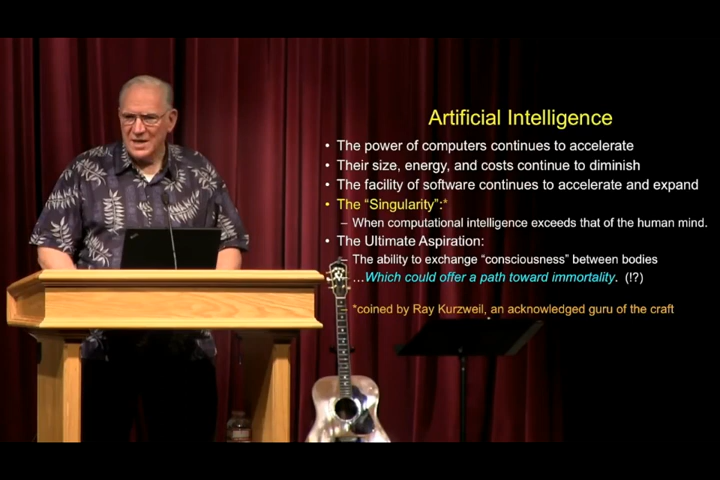 Artificial Intelligence
• The power of computers continues to accelerate
• Their size, energy, and costs continue to diminish
• The facility of software continues to accelerate and expand
• The “Singularity”:*
– When computational intelligence exceeds that of the human mind.
• The Ultimate Aspiration:
– The ability to exchange “consciousness” between bodies
…Which could offer a path toward immortality. (!?)
*coined by Ray Kurzweil, an acknowledged guru of the craft